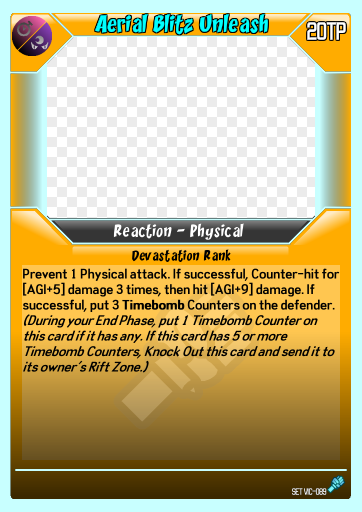 Aerial Blitz Unleash
20TP
Reaction - Physical
Devastation Rank
Prevent 1 Physical attack. If successful, Counter-hit for
[AGI+5] damage 3 times, then hit [AGI+9] damage. If
successful, put 3 Timebomb Counters on the defender.
(During your End Phase, put 1 Timebomb Counter on
this card if it has any. If this card has 5 or more
Timebomb Counters, Knock Out this card and send it to
its owner's Rift Zone.)
SET VIC-089